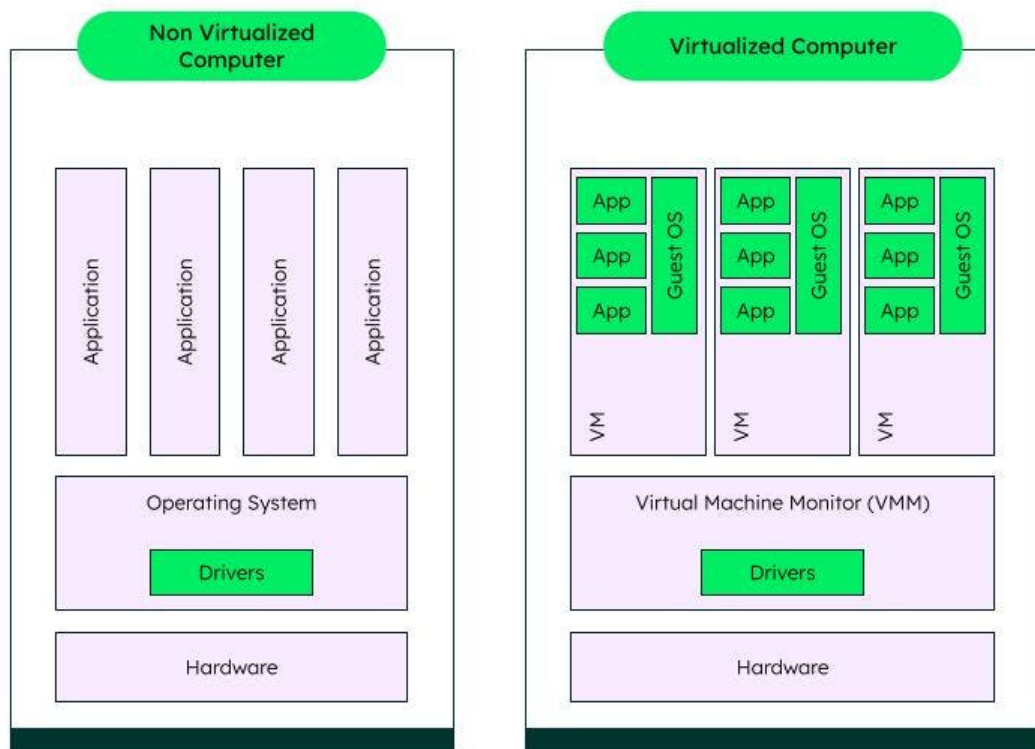 Non Virtualized
Computer
Application
Application
Application
Application
Operating System
Drivers
Hardware
Virtualized Computer
App
App
App
Guest OS
VM
App
App
App
Guest OS
VM
App
App
App
Guest OS
VM
Virtual Machine Monitor (VMM)
Drivers
Hardware